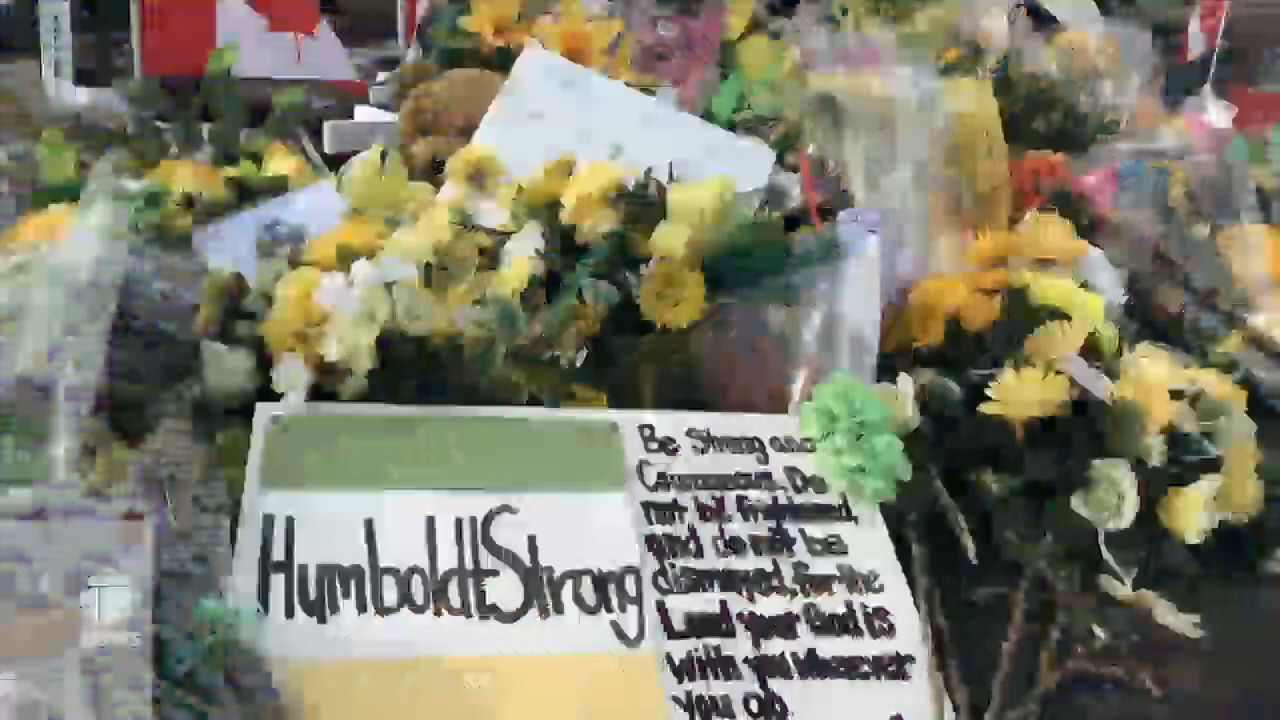 HumboldtStrong
Be Strong and
Courageous. Do
not be frightened,
and do not be
dismayed, for the
Lord your God is
with you wherever
you go.